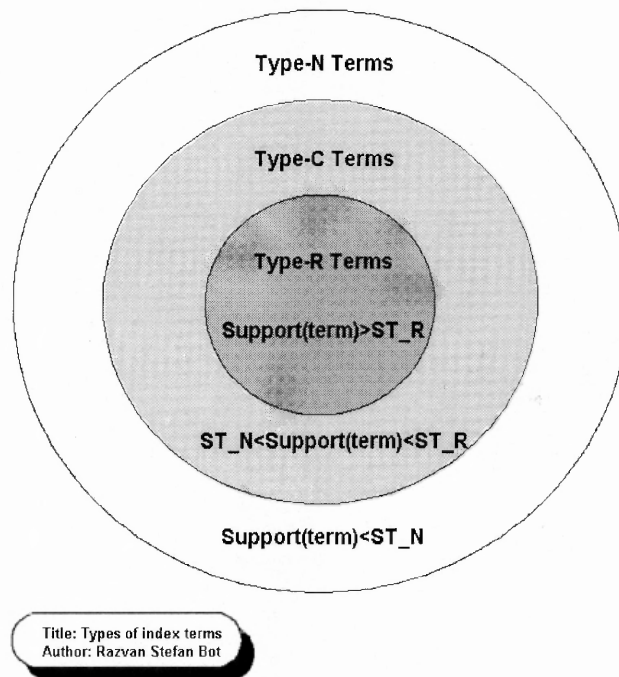 Type-N Terms
Type-C Terms
Type-R Terms
Support(term)>ST_R
ST_N<Support(term)<ST_R
Support(term)<ST_N
Title: Types of index terms
Author: Razvan Stefan Bot